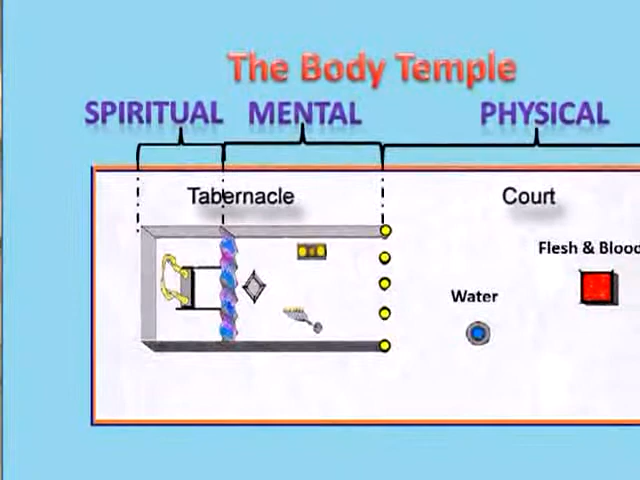 The Body Temple
SPIRITUAL MENTAL PHYSICAL
Tabernacle Court
Flesh & Blood
Water